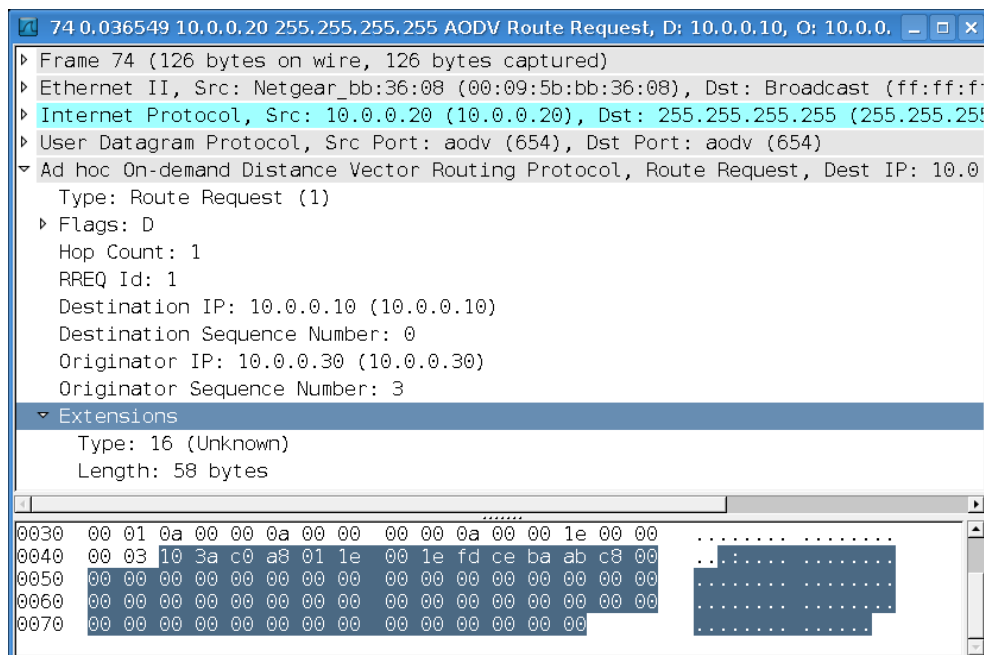 74 0.036549 10.0.0.20 255.255.255.255 AODV Route Request, D: 10.0.0.10, O: 10.0.0.
Frame 74 (126 bytes on wire, 126 bytes captured)
Ethernet II, Src: Netgear_bb:36:08 (00:09:5b:bb:36:08), Dst: Broadcast (ff:ff:f
Internet Protocol, Src: 10.0.0.20 (10.0.0.20), Dst: 255.255.255.255 (255.255.25
User Datagram Protocol, Src Port: aodv (654), Dst Port: aodv (654)
Ad hoc On-demand Distance Vector Routing Protocol, Route Request, Dest IP: 10.0
Type: Route Request (1)
Flags: D
Hop Count: 1
RREQ Id: 1
Destination IP: 10.0.0.10 (10.0.0.10)
Destination Sequence Number: 0
Originator IP: 10.0.0.30 (10.0.0.30)
Originator Sequence Number: 3
Extensions
Type: 16 (Unknown)
Length: 58 bytes
0030 00 01 0a 00 00 0a 00 00 00 00 0a 00 00 1e 00 00 ........ ........
0040 00 03 10 3a c0 a8 01 1e 00 1e fd ce ba ab c8 00 ...:.... ........
0050 00 00 00 00 00 00 00 00 00 00 00 00 00 00 00 00 ........ ........
0060 00 00 00 00 00 00 00 00 00 00 00 00 00 00 00 00 ........ ........
0070 00 00 00 00 00 00 00 00 00 00 00 00 00 00 ........ ......